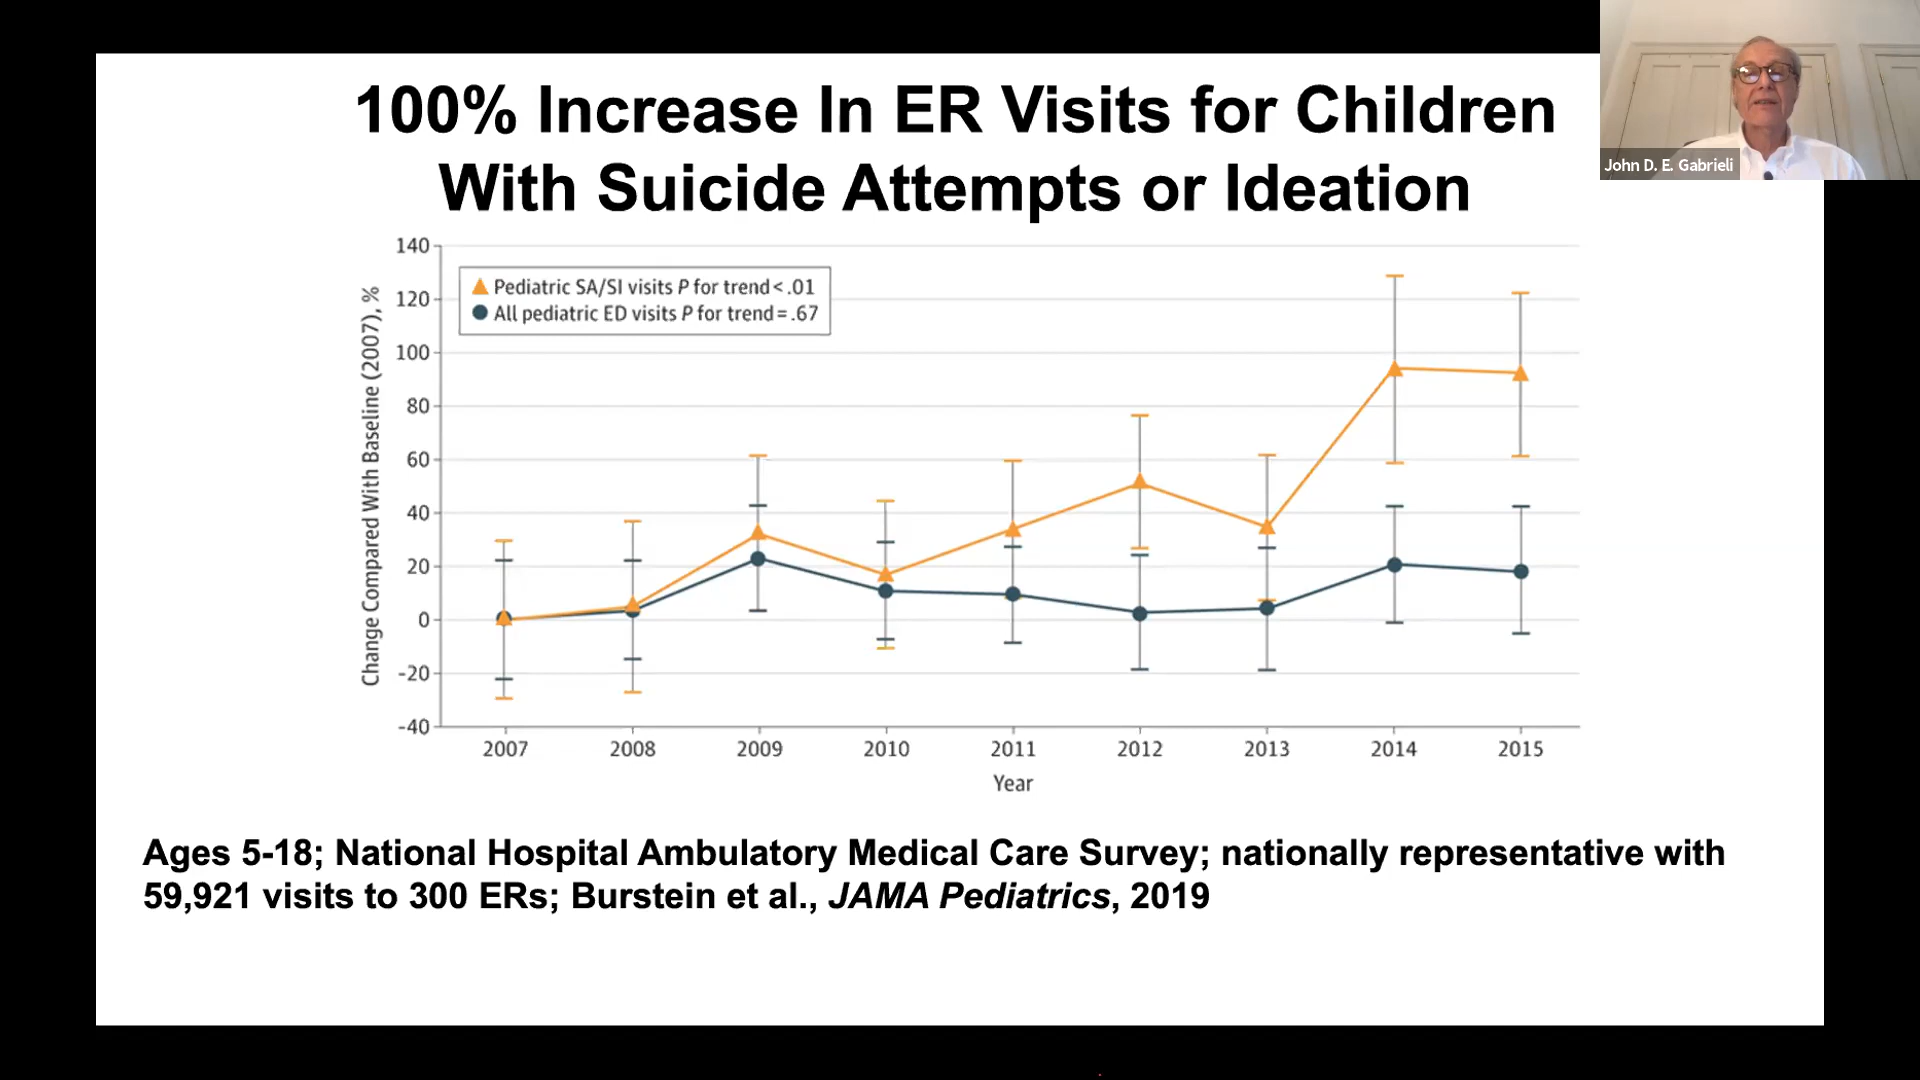 100% Increase In ER Visits for Children
With Suicide Attempts or Ideation
John D. E. Gabrieli
Pediatric SA/SI visits P for trend < .01
All pediatric ED visits P for trend = .67
Change Compared With Baseline (2007), %
140
120
100
80
60
40
20
0
-20
-40
2007 2008 2009 2010 2011 2012 2013 2014 2015
Year
Ages 5-18; National Hospital Ambulatory Medical Care Survey; nationally representative with
59,921 visits to 300 ERs; Burstein et al., JAMA Pediatrics, 2019